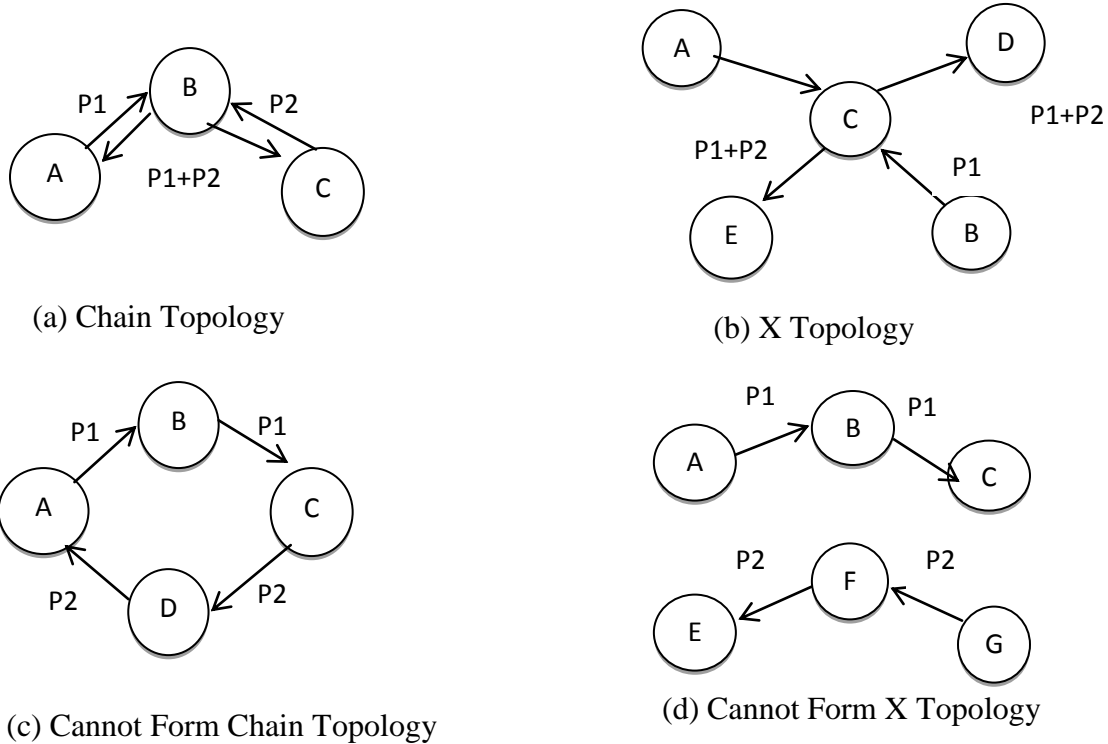 B
P1
P2
A
P1+P2
C
(a) Chain Topology
A
D
C
P1+P2
P1+P2
P1
E
B
(b) X Topology
B
P1
P1
A
C
P2
P2
D
(c) Cannot Form Chain Topology
P1
B
P1
A
C
P2
F
P2
E
G
(d) Cannot Form X Topology